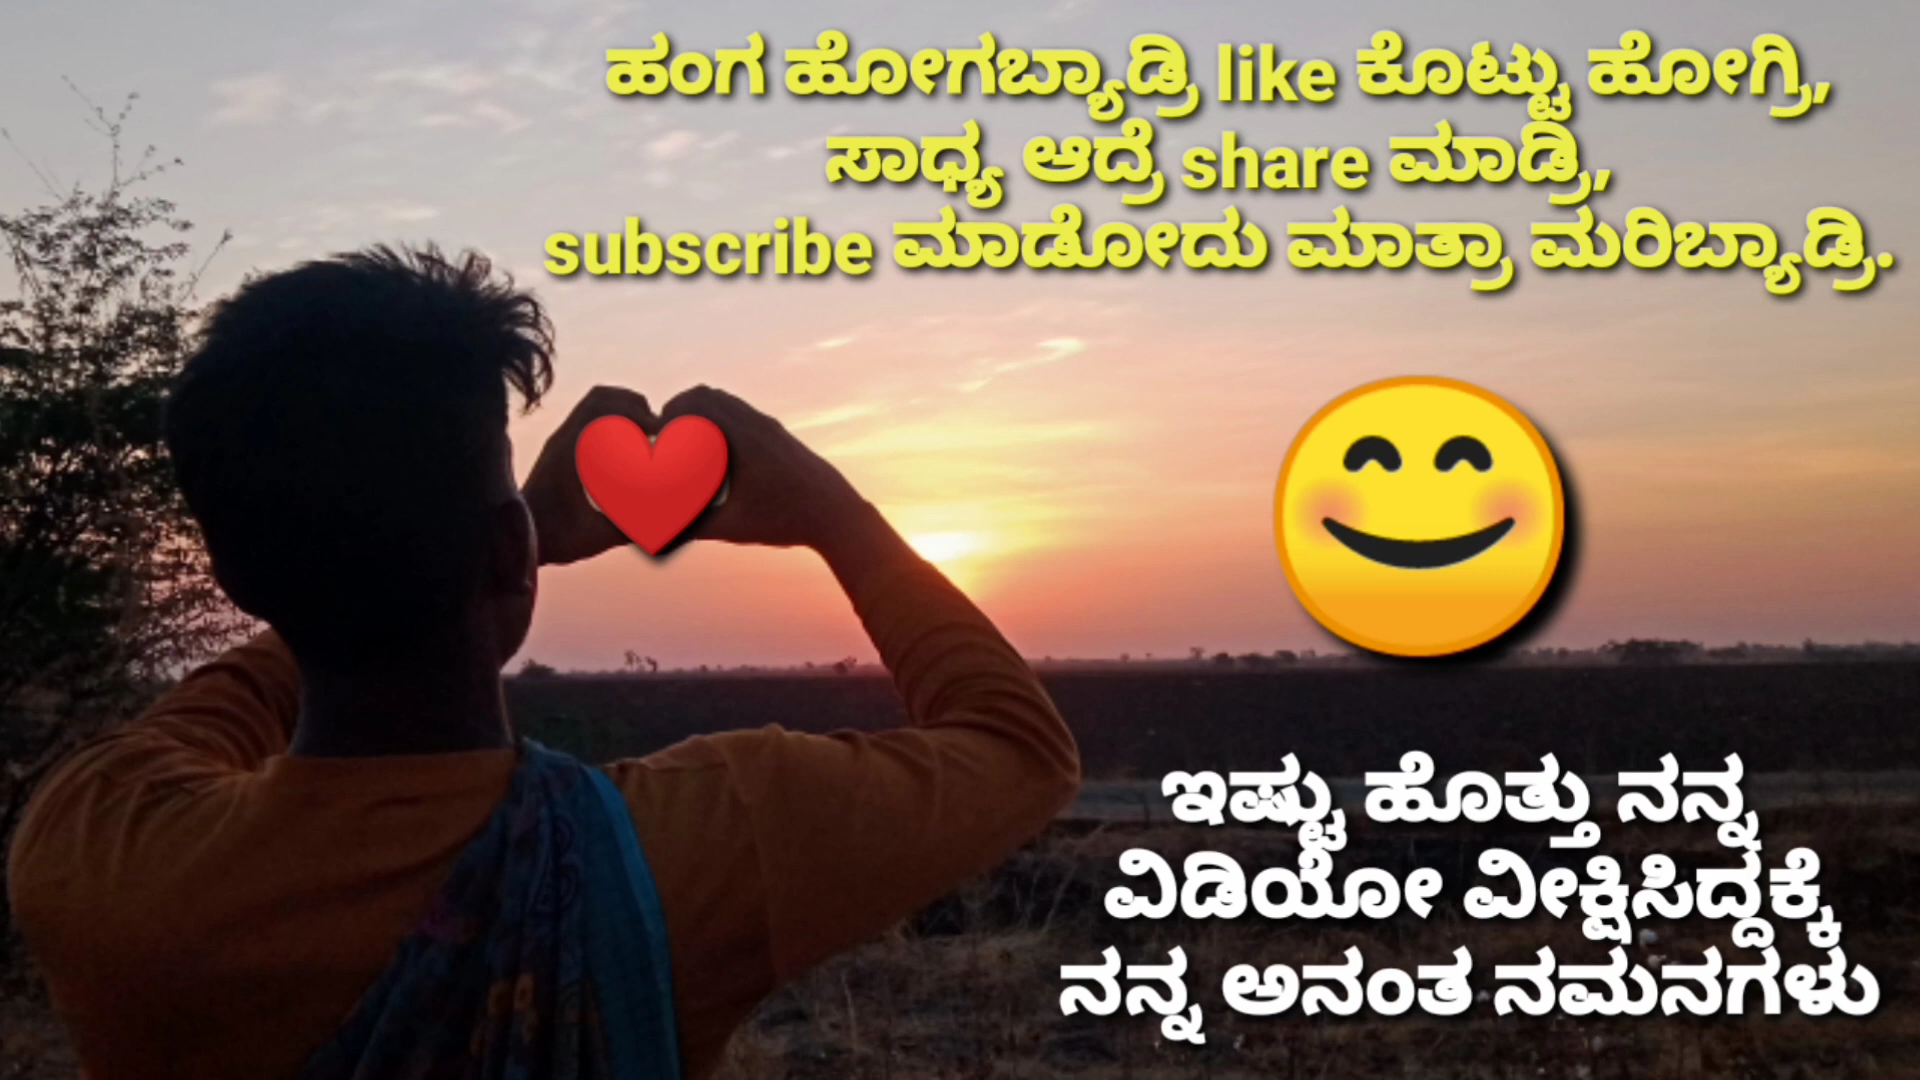 ಹಂಗ ಹೋಗಬ್ಯಾಡ್ರಿ like ಕೊಟ್ಟು ಹೋಗ್ರಿ,
ಸಾಧ್ಯ ಆದ್ರೆ share ಮಾಡ್ರಿ,
subscribe ಮಾಡೋದು ಮಾತ್ರಾ ಮರಿಬ್ಯಾಡ್ರಿ.
ಇಷ್ಟು ಹೊತ್ತು ನನ್ನ
ವಿಡಿಯೋ ವೀಕ್ಷಿಸಿದ್ದಕ್ಕೆ
ನನ್ನ ಅನಂತ ನಮನಗಳು